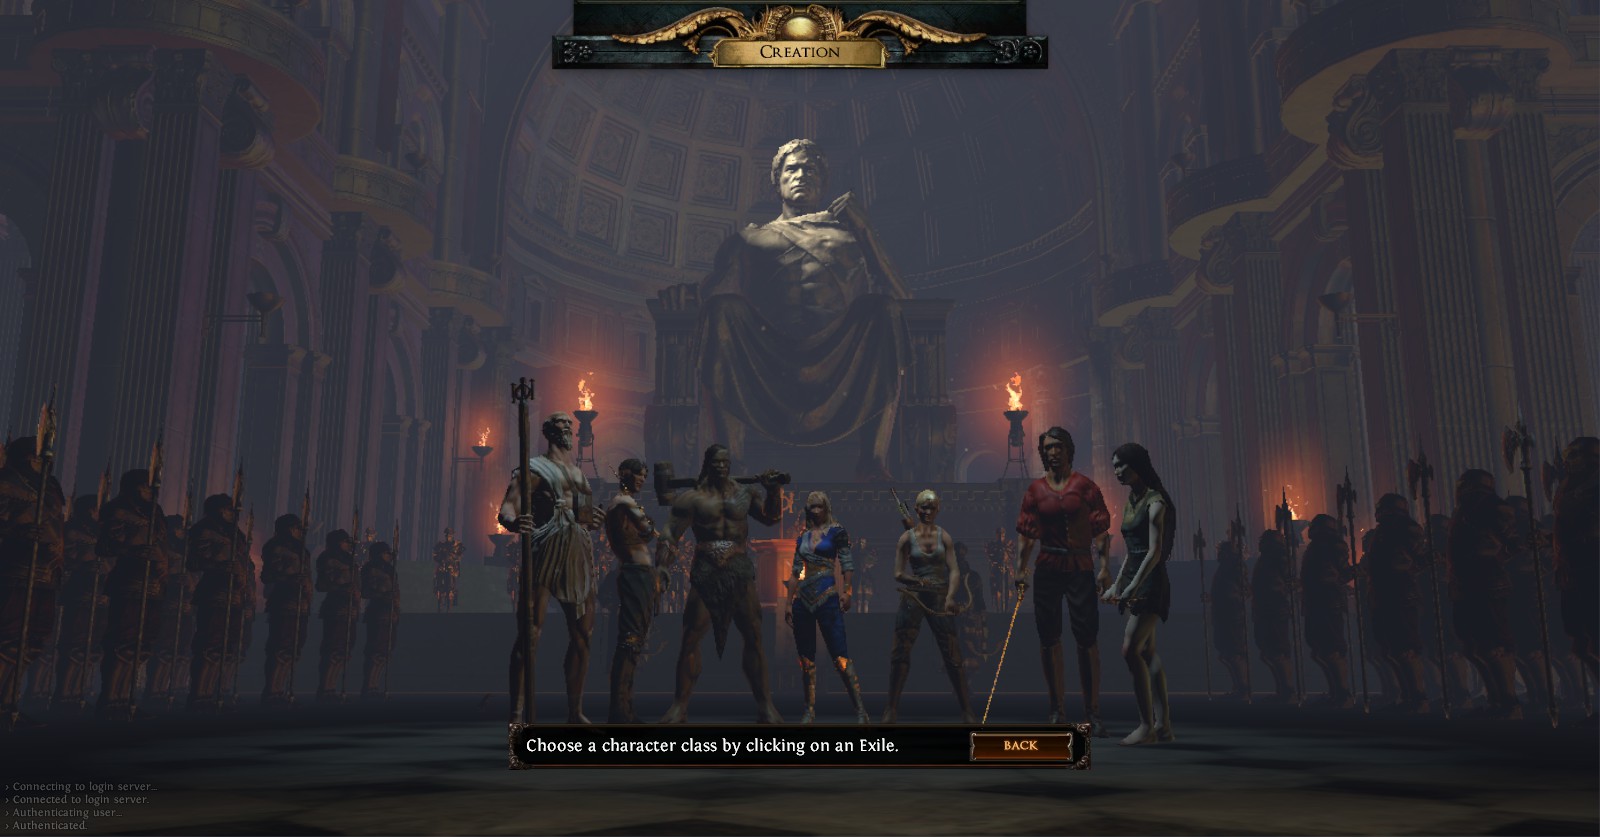 Creation
Choose a character class by clicking on an Exile.
BACK
› Connecting to login server...
› Connected to login server.
› Authenticating user...
› Authenticated.